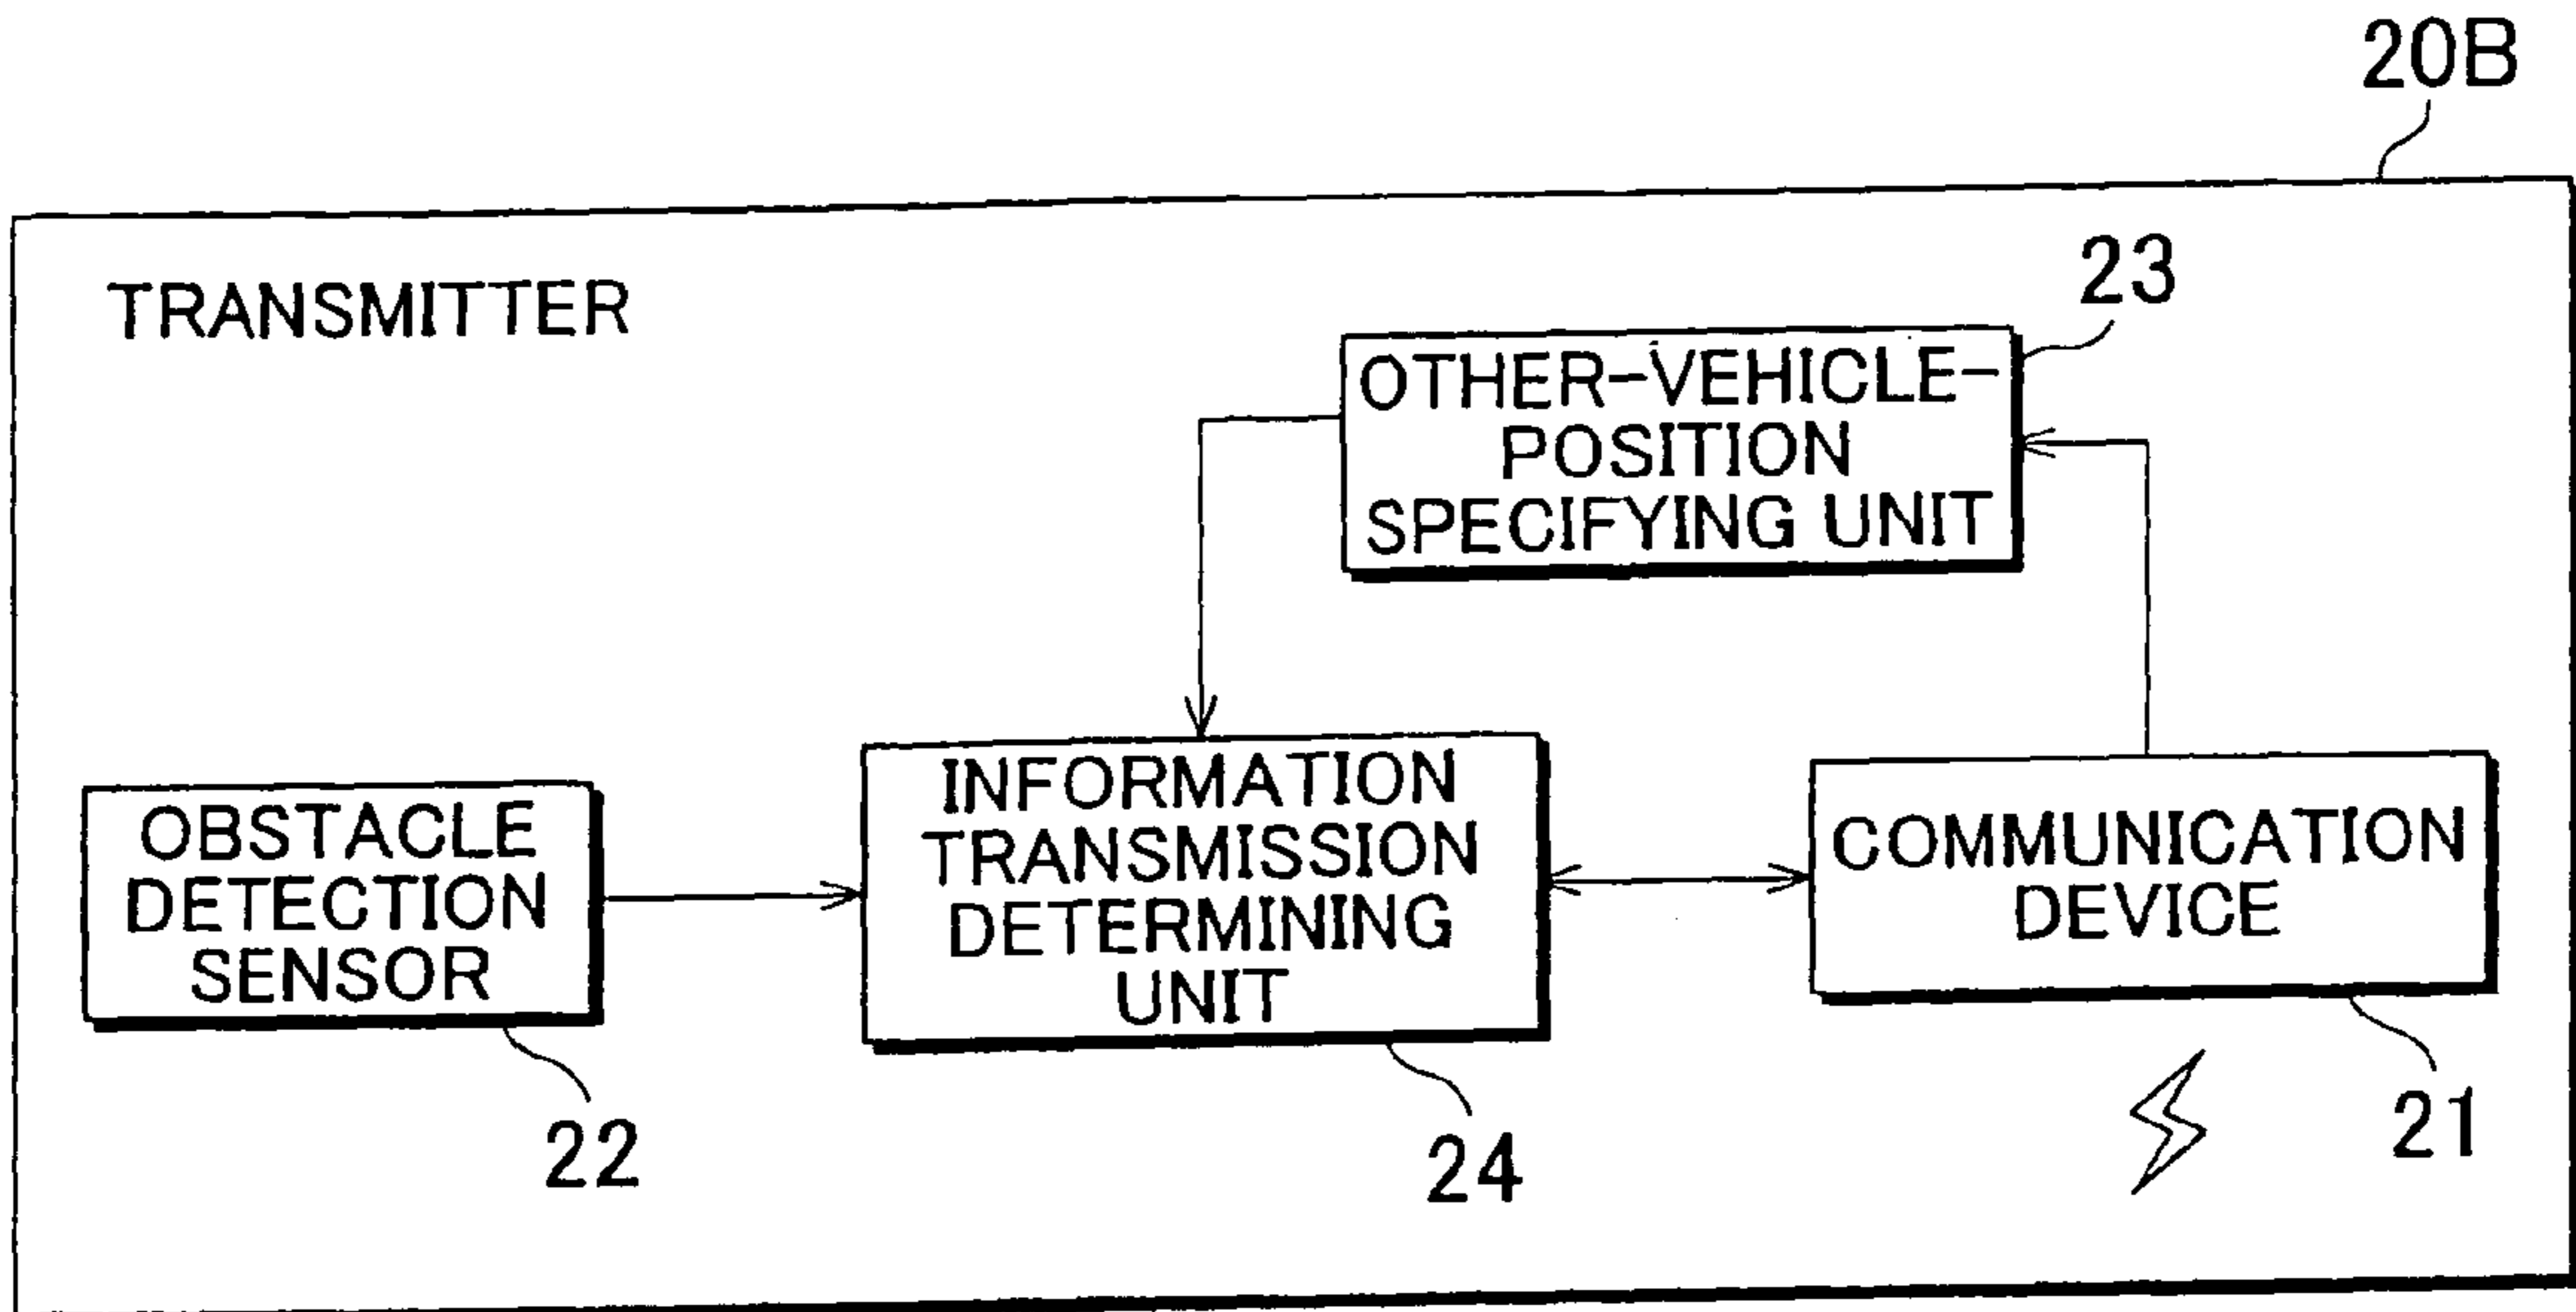 20B
TRANSMITTER
23
OTHER-VEHICLE-
POSITION
SPECIFYING UNIT
OBSTACLE
DETECTION
SENSOR
INFORMATION
TRANSMISSION
DETERMINING
UNIT
COMMUNICATION
DEVICE
22
24
21